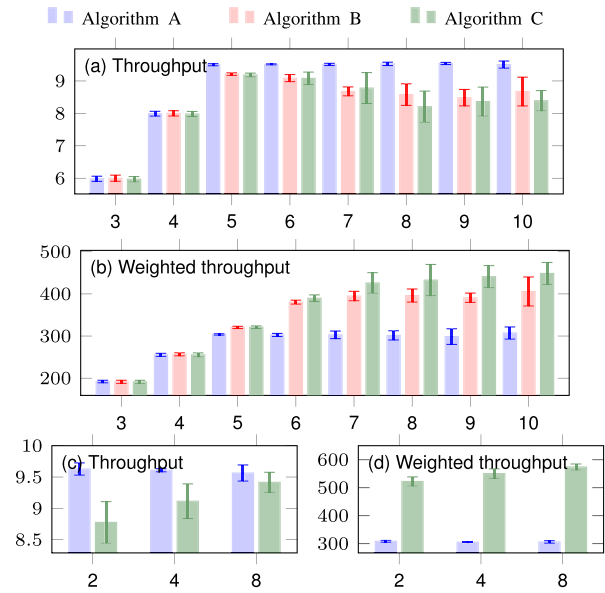 Algorithm A Algorithm B Algorithm C
(a) Throughput
9
8
7
6
3 4 5 6 7 8 9 10
(b) Weighted throughput
500
400
300
200
3 4 5 6 7 8 9 10
(c) Throughput
10
9.5
9
8.5
2 4 8
(d) Weighted throughput
600
500
400
300
2 4 8